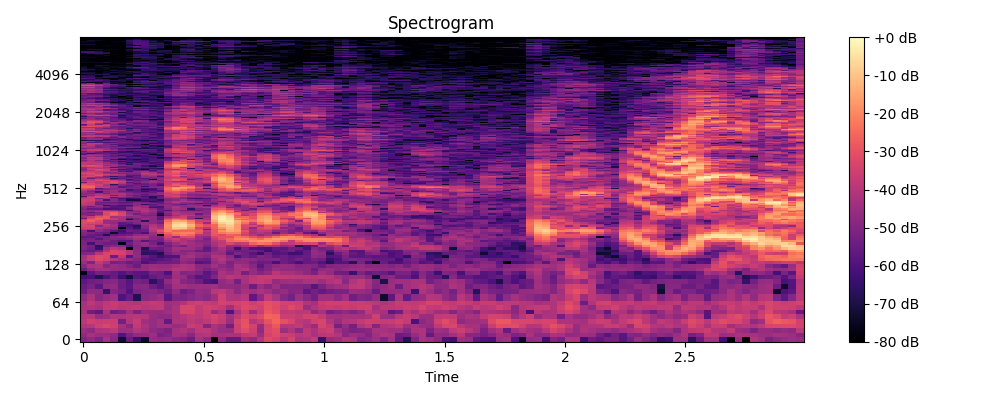 Spectrogram
Hz
4096
2048
1024
512
256
128
64
0
0
0.5
1
1.5
2
2.5
Time
+0 dB
-10 dB
-20 dB
-30 dB
-40 dB
-50 dB
-60 dB
-70 dB
-80 dB